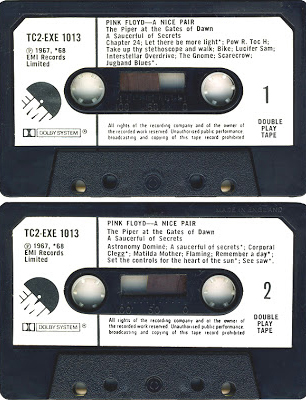 PINK FLOYD—A NICE PAIR
TC2-EXE 1013
The Piper at the Gates of Dawn
A Saucerful of Secrets
℗ 1967, *68
EMI Records
Limited
Chapter 24; Let there be more light*; Pow R. Toc H;
Take up thy stethoscope and walk; Bike; Lucifer Sam;
Interstellar Overdrive; The Gnome; Scarecrow;
Jugband Blues*.
1
DOUBLE
PLAY
TAPE
DOLBY SYSTEM
All rights of the recording company and of the owner of
the recorded work reserved. Unauthorised public performance
broadcasting and copying of this tape record prohibited
MADE IN ENGLAND
PINK FLOYD—A NICE PAIR
TC2-EXE 1013
The Piper at the Gates of Dawn
A Saucerful of Secrets
℗ 1967, *68
EMI Records
Limited
Astronomy Domine; A saucerful of secrets*; Corporal
Clegg*; Matilda Mother; Flaming; Remember a day*;
Set the controls for the heart of the sun*; See saw*.
2
DOUBLE
PLAY
TAPE
DOLBY SYSTEM
All rights of the recording company and of the owner of
the recorded work reserved. Unauthorised public performance
broadcasting and copying of this tape record prohibited